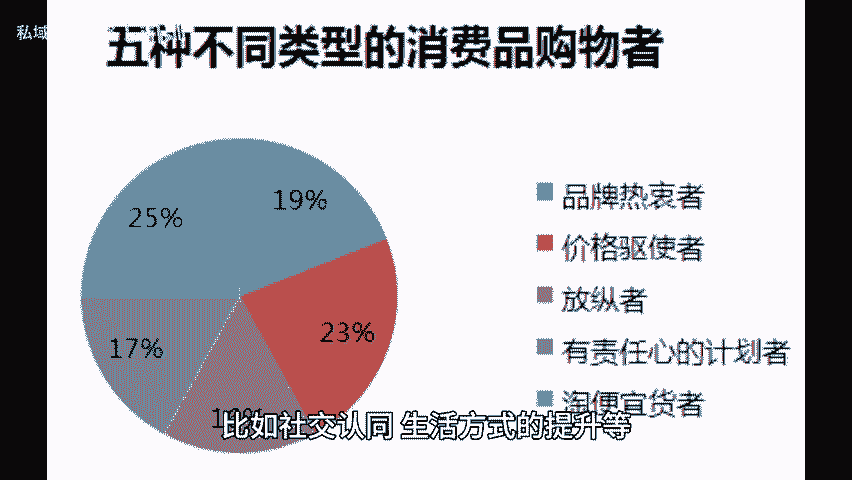 私域
五种不同类型的消费品购物者
25%
19%
品牌热衷者
价格驱使者
放纵者
23%
17%
有责任心的计划者
淘便宜货者
比如社交认同 生活方式的提升等